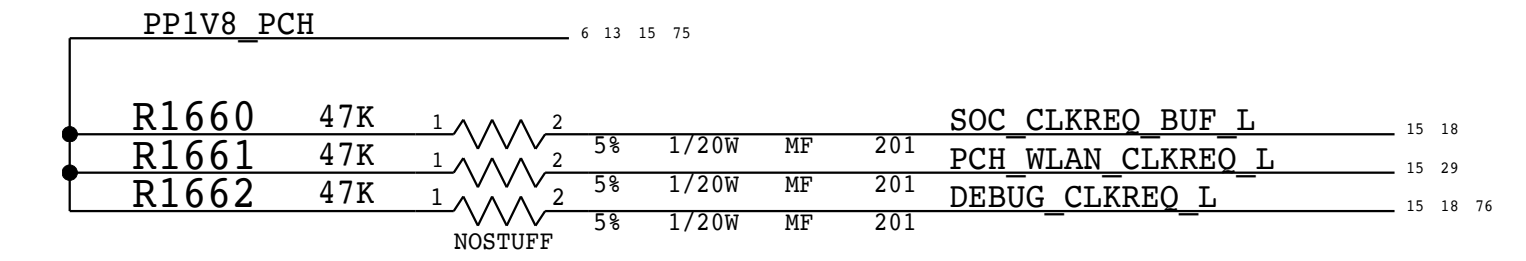 PP1V8_PCH 6 13 15 75
R1660 47K 1 2 5% 1/20W MF 201 SOC_CLKREQ_BUF_L 15 18
R1661 47K 1 2 5% 1/20W MF 201 PCH_WLAN_CLKREQ_L 15 29
R1662 47K 1 2 5% 1/20W MF 201 DEBUG_CLKREQ_L 15 18 76
NOSTUFF